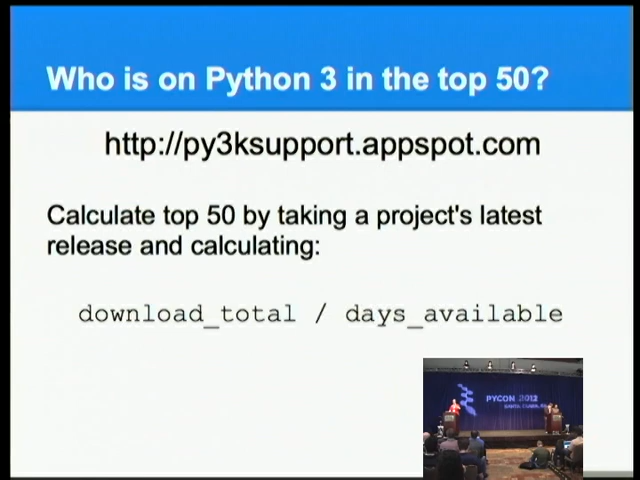 Who is on Python 3 in the top 50?
http://py3ksupport.appspot.com
Calculate top 50 by taking a project's latest
release and calculating:
download_total / days_available
PYCON 2012